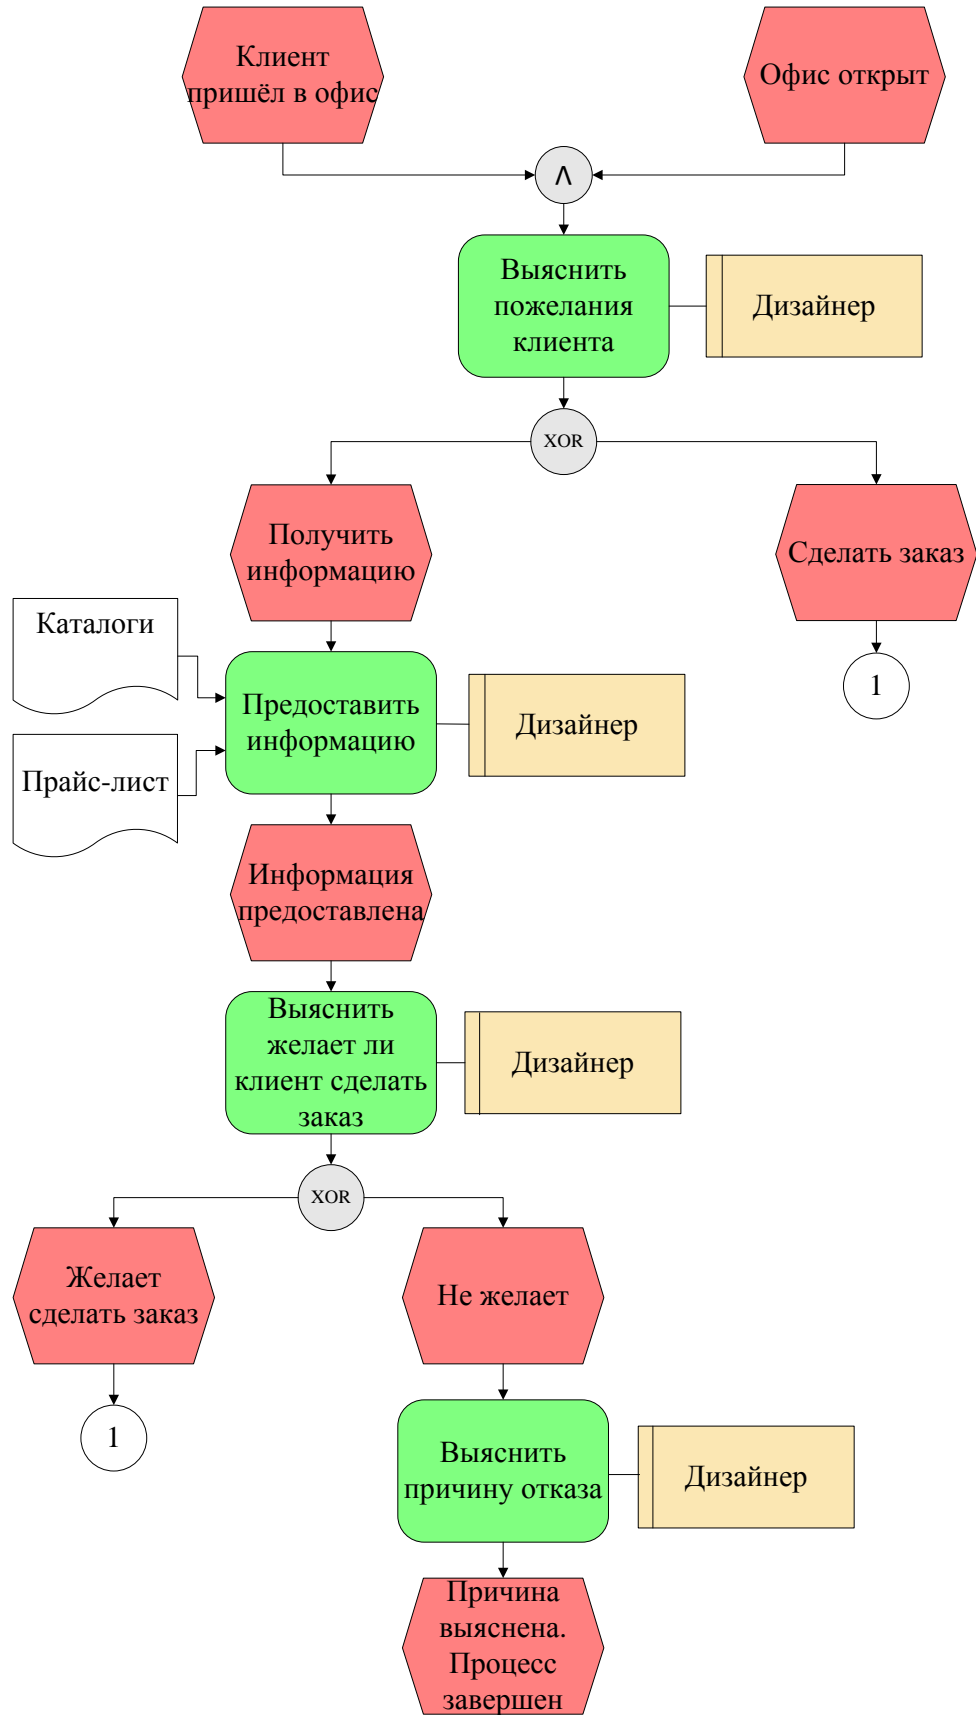 Клиент
пришёл в офис
Офис открыт
Λ
Выяснить
пожелания
клиента
Дизайнер
XOR
Получить
информацию
Сделать заказ
Каталоги
1
Предоставить
информацию
Дизайнер
Прайс-лист
Информация
предоставлена
Выяснить
желает ли
клиент сделать
заказ
Дизайнер
XOR
Желает
сделать заказ
Не желает
1
Выяснить
причину отказа
Дизайнер
Причина
выяснена.
Процесс
завершен